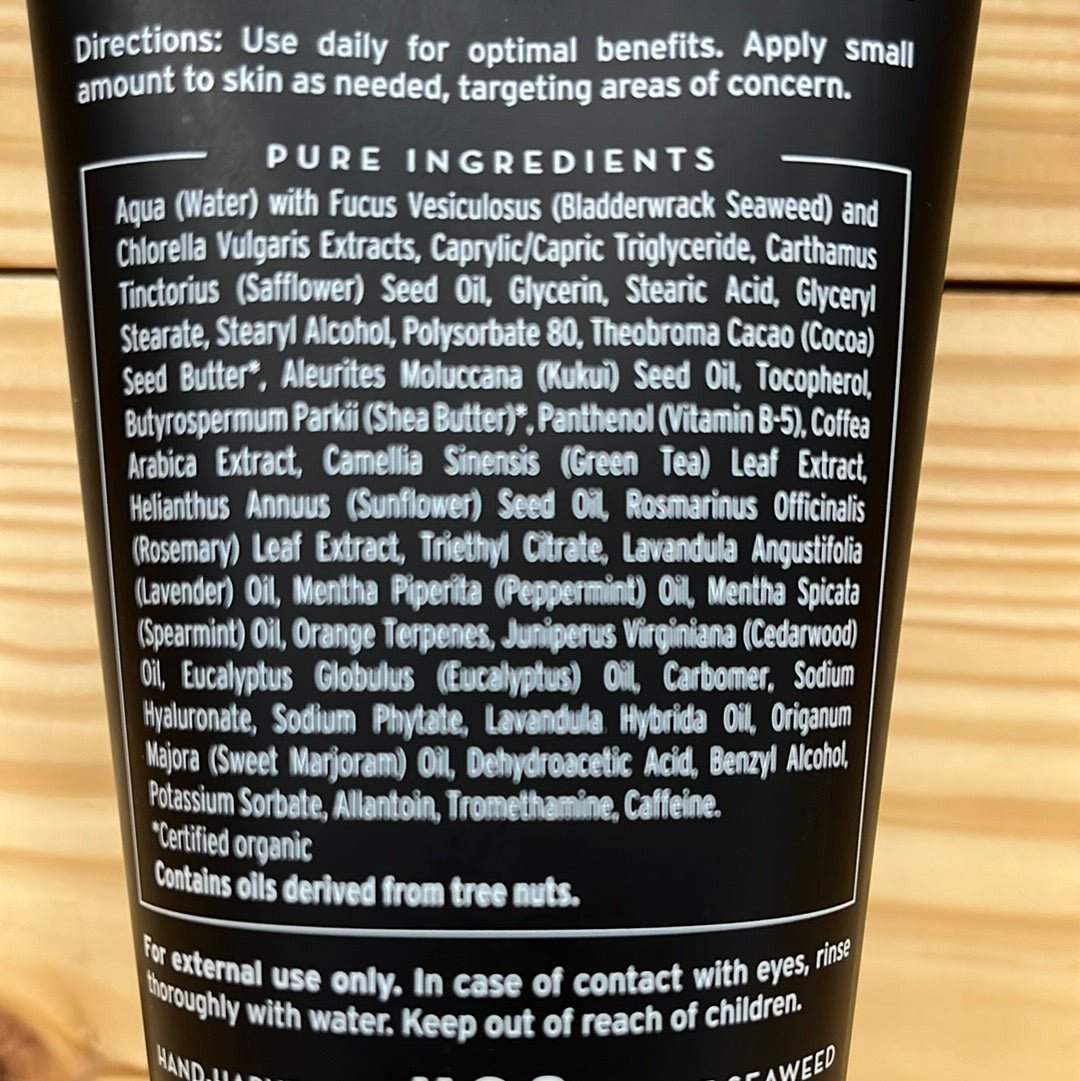 Directions: Use daily for optimal benefits. Apply small
amount to skin as needed, targeting areas of concern.
PURE INGREDIENTS
Aqua (Water) with Fucus Vesiculosus (Bladderwrack Seaweed) and
Chlorella Vulgaris Extracts, Caprylic/Capric Triglyceride, Carthamus
Tinctorius (Safflower) Seed Oil, Glycerin, Stearic Acid, Glyceryl
Stearate, Stearyl Alcohol, Polysorbate 80, Theobroma Cacao (Cocoa)
Seed Butter*, Aleurites Moluccana (Kukui) Seed Oil, Tocopherol,
Butyrospermum Parkii (Shea Butter)*, Panthenol (Vitamin B-5), Coffea
Arabica Extract, Camellia Sinensis (Green Tea) Leaf Extract,
Helianthus Annuus (Sunflower) Seed Oil, Rosmarinus Officinalis
(Rosemary) Leaf Extract, Triethyl Citrate, Lavandula Angustifolia
(Lavender) Oil, Mentha Piperita (Peppermint) Oil, Mentha Spicata
(Spearmint) Oil, Orange Terpenes, Juniperus Virginiana (Cedarwood)
Oil, Eucalyptus Globulus (Eucalyptus) Oil, Carbomer, Sodium
Hyaluronate, Sodium Phytate, Lavandula Hybrida Oil, Origanum
Majora (Sweet Marjoram) Oil, Dehydroacetic Acid, Benzyl Alcohol,
Potassium Sorbate, Allantoin, Tromethamine, Caffeine.
*Certified organic
Contains oils derived from tree nuts.
For external use only. In case of contact with eyes, rinse
thoroughly with water. Keep out of reach of children.
SEAWEED